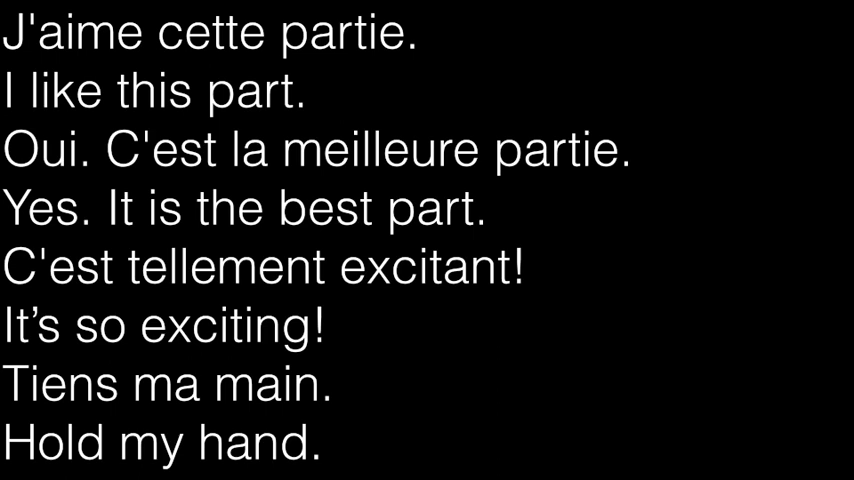 J'aime cette partie.
I like this part.
Oui. C'est la meilleure partie.
Yes. It is the best part.
C'est tellement excitant!
It’s so exciting!
Tiens ma main.
Hold my hand.